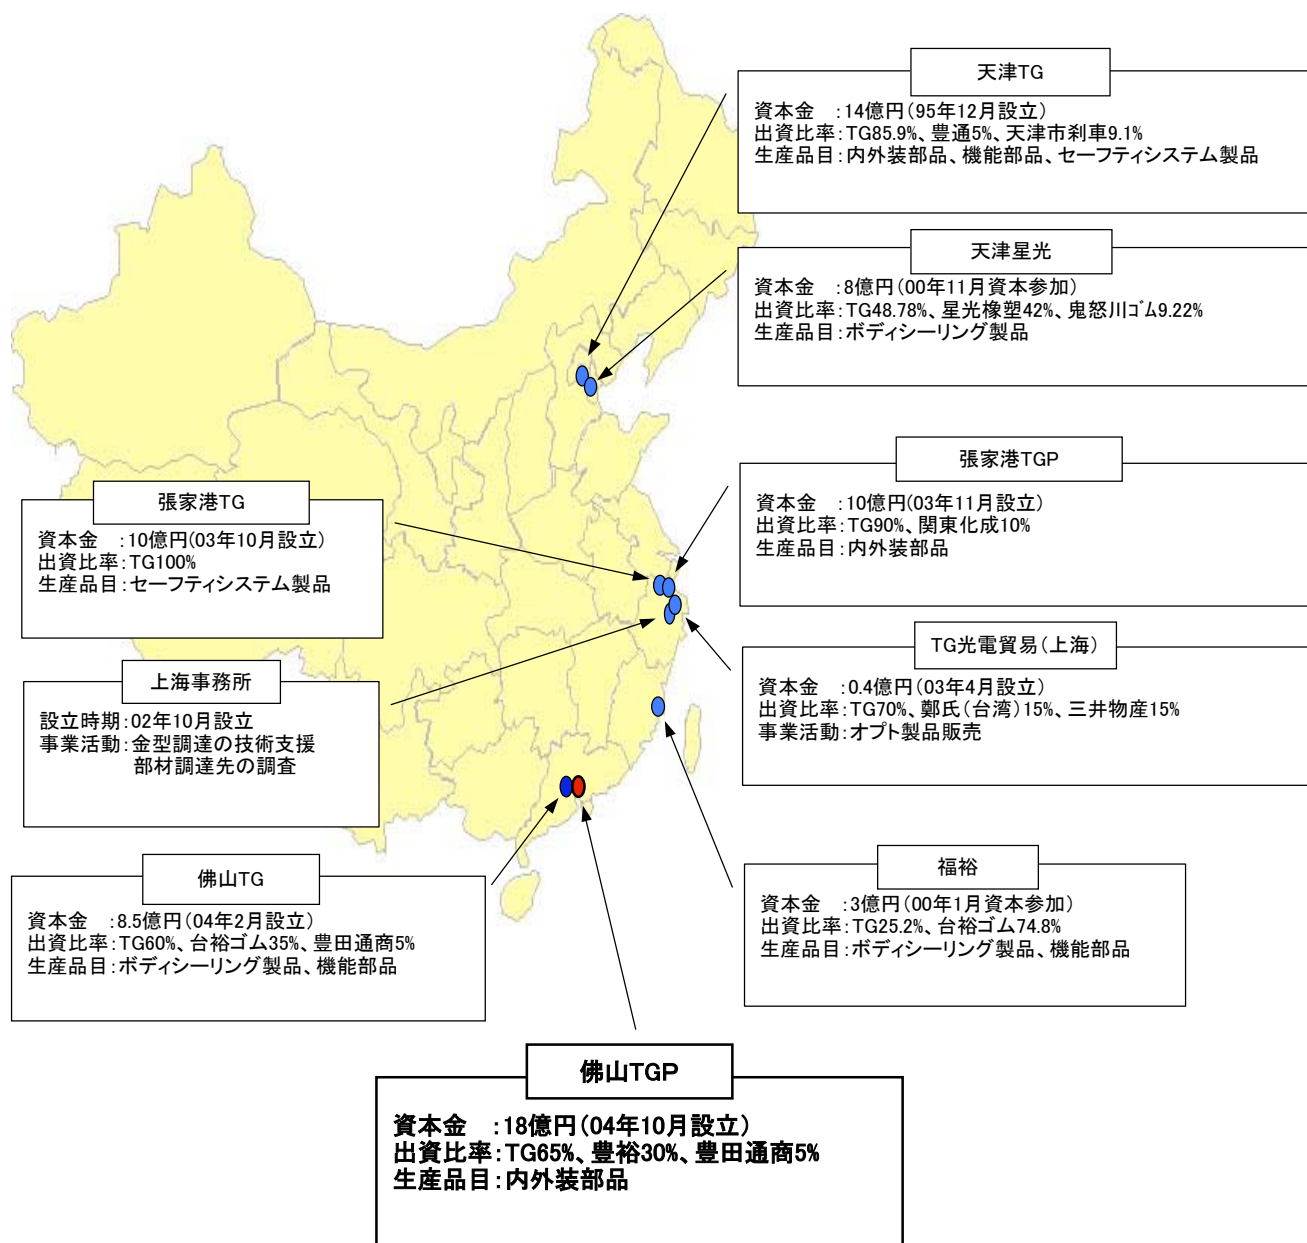 天津TG
資本金　：14億円（95年12月設立）
出資比率：TG85.9%、豊通5%、天津市刹車9.1%
生産品目：内外装部品、機能部品、セーフティシステム製品
天津星光
資本金　：8億円（00年11月資本参加）
出資比率：TG48.78%、星光橡塑42%、鬼怒川ｺﾞﾑ9.22%
生産品目：ボディシーリング製品
張家港TGP
資本金　：10億円（03年11月設立）
出資比率：TG90%、関東化成10%
生産品目：内外装部品
張家港TG
資本金　：10億円（03年10月設立）
出資比率：TG100%
生産品目：セーフティシステム製品
TG光電貿易（上海）
資本金　：0.4億円（03年4月設立）
出資比率：TG70%、鄭氏（台湾）15%、三井物産15%
事業活動：オプト製品販売
上海事務所
設立時期：02年10月設立
事業活動：金型調達の技術支援
部材調達先の調査
佛山TG
資本金　：8.5億円（04年2月設立）
出資比率：TG60%、台裕ゴム35%、豊田通商5%
生産品目：ボディシーリング製品、機能部品
福裕
資本金　：3億円（00年1月資本参加）
出資比率：TG25.2%、台裕ゴム74.8%
生産品目：ボディシーリング製品、機能部品
佛山TGP
資本金　：18億円（04年10月設立）
出資比率：TG65%、豊裕30%、豊田通商5%
生産品目：内外装部品